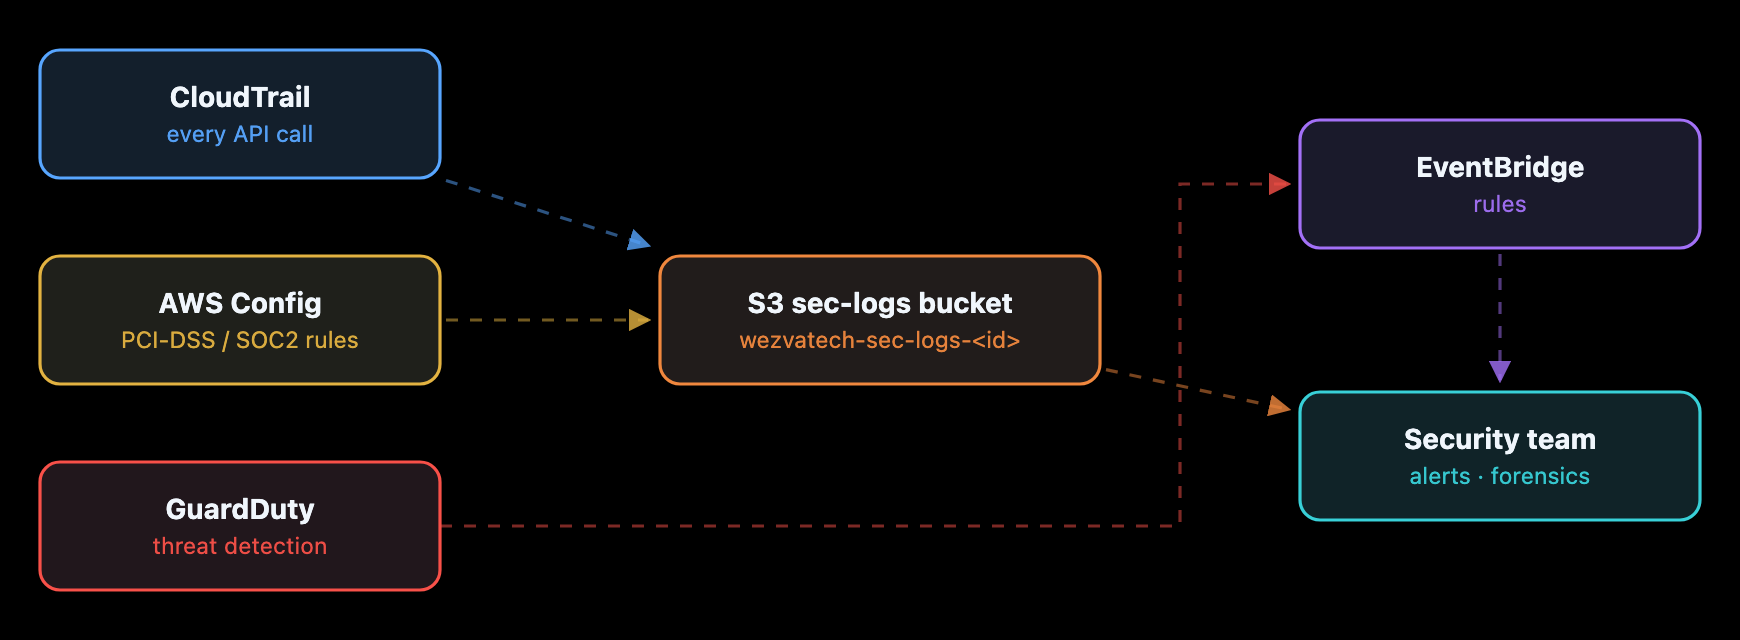 CloudTrail
every API call
AWS Config
PCI-DSS / SOC2 rules
GuardDuty
threat detection
S3 sec-logs bucket
wezvatech-sec-logs-<id>
EventBridge
rules
Security team
alerts · forensics